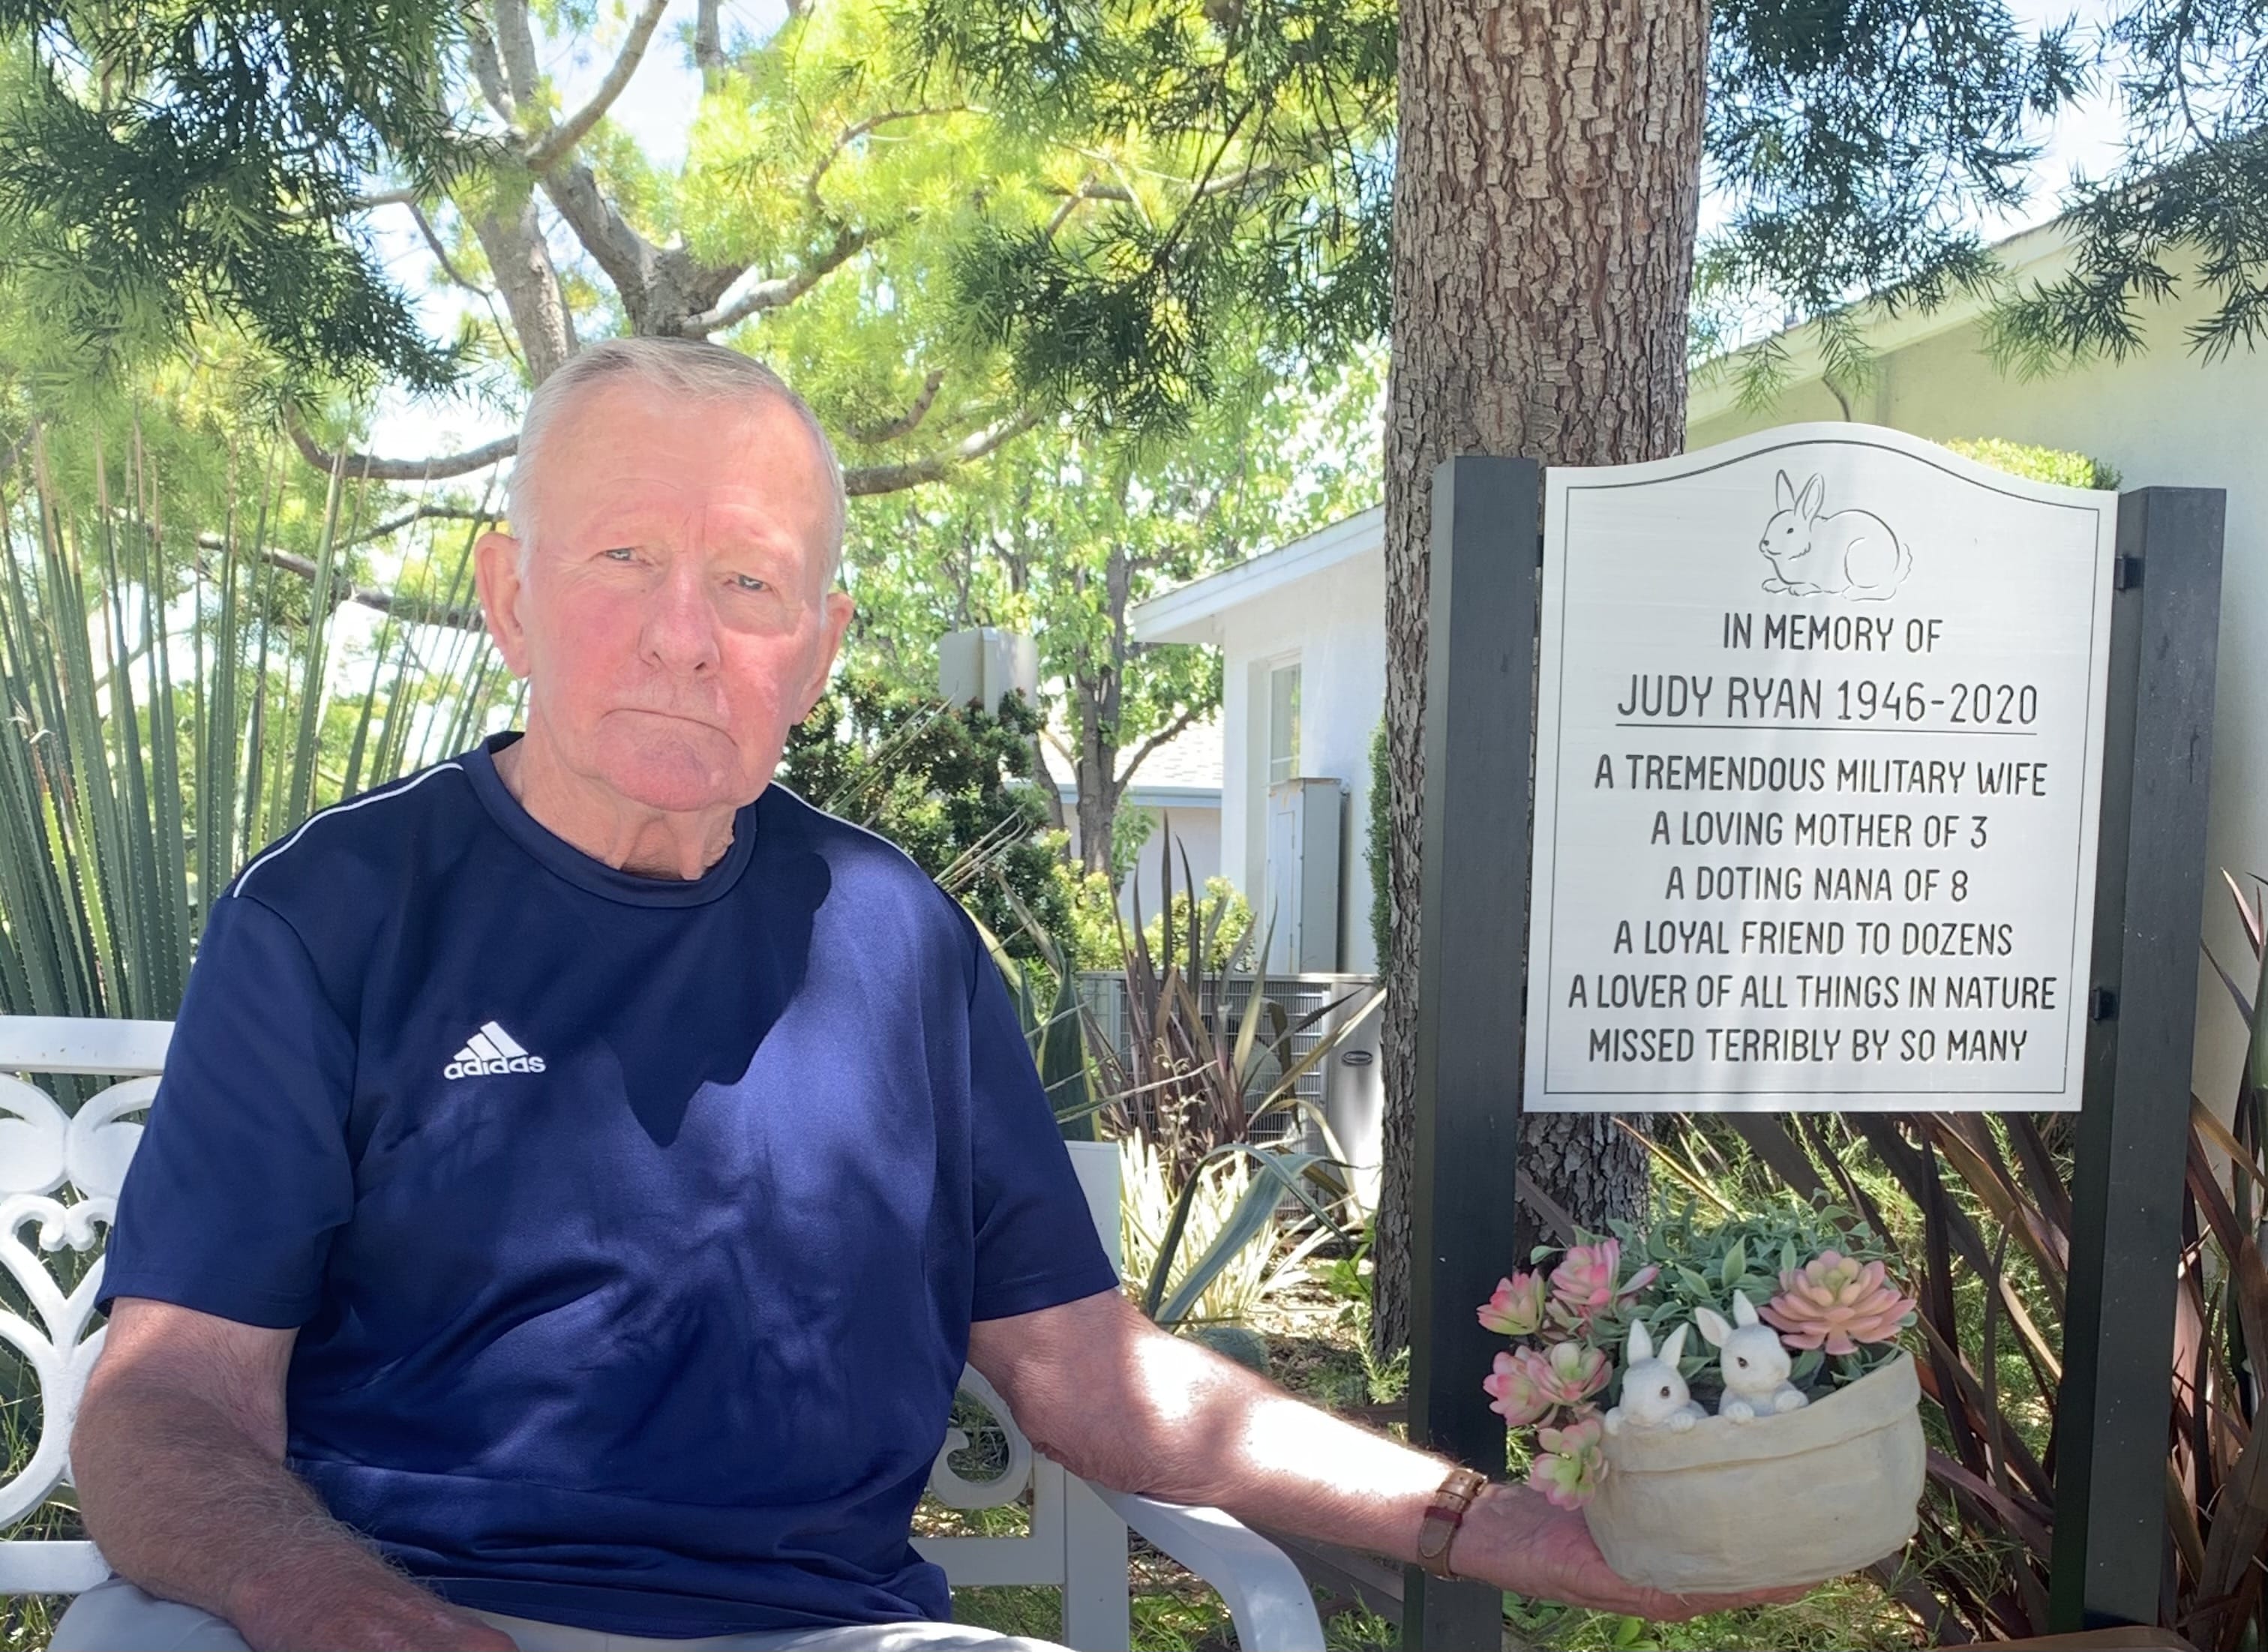 adidas
IN MEMORY OF
JUDY RYAN 1946-2020
A TREMENDOUS MILITARY WIFE
A LOVING MOTHER OF 3
A DOTING NANA OF 8
A LOYAL FRIEND TO DOZENS
A LOVER OF ALL THINGS IN NATURE
MISSED TERRIBLY BY SO MANY